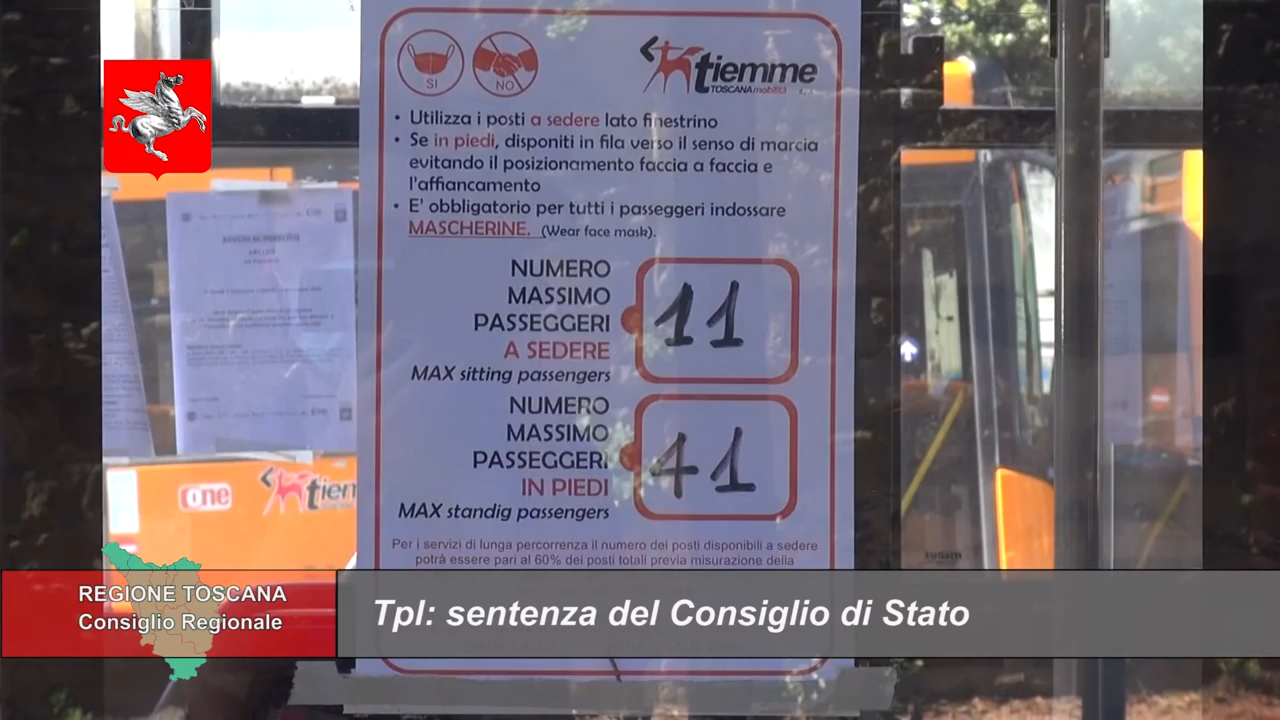 SI
NO
tiemme
TOSCANA mobilità
• Utilizza i posti a sedere lato finestrino
• Se in piedi, disponiti in fila verso il senso di marcia
evitando il posizionamento faccia a faccia e
l'affiancamento
• E' obbligatorio per tutti i passeggeri indossare
MASCHERINE. (Wear face mask).
NUMERO
MASSIMO
PASSEGGERI
A SEDERE
MAX sitting passengers
11
NUMERO
MASSIMO
PASSEGGERI
IN PIEDI
MAX standig passengers
41
Per i servizi di lunga percorrenza il numero dei posti disponibili a sedere
potrà essere pari al 60% dei posti totali previa misurazione della
one
tiem
REGIONE TOSCANA
Consiglio Regionale
Tpl: sentenza del Consiglio di Stato